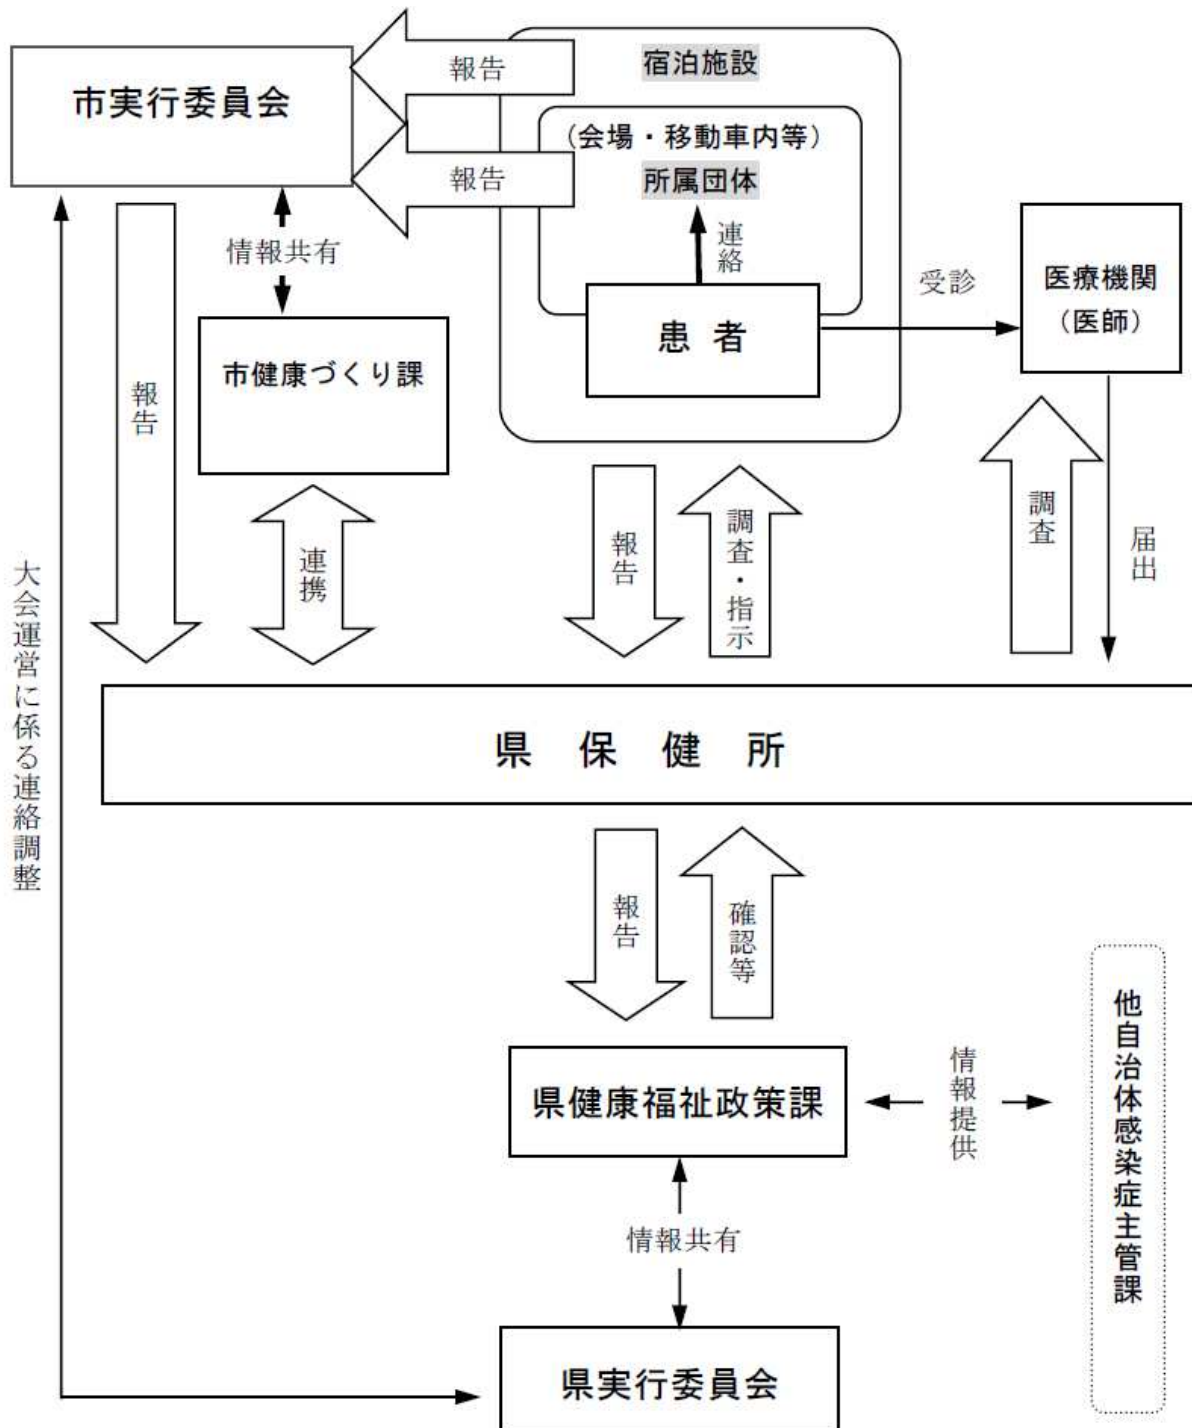 市実行委員会
報告
宿泊施設
報告
(会場・移動車内等)
所属団体
連絡
患者
受診
医療機関
(医師)
情報共有
市健康づくり課
報告
連携
報告
調査・指示
調査
届出
大会運営に係る連絡調整
県保健所
報告
確認等
県健康福祉政策課
情報提供
他自治体感染症主管課
情報共有
県実行委員会